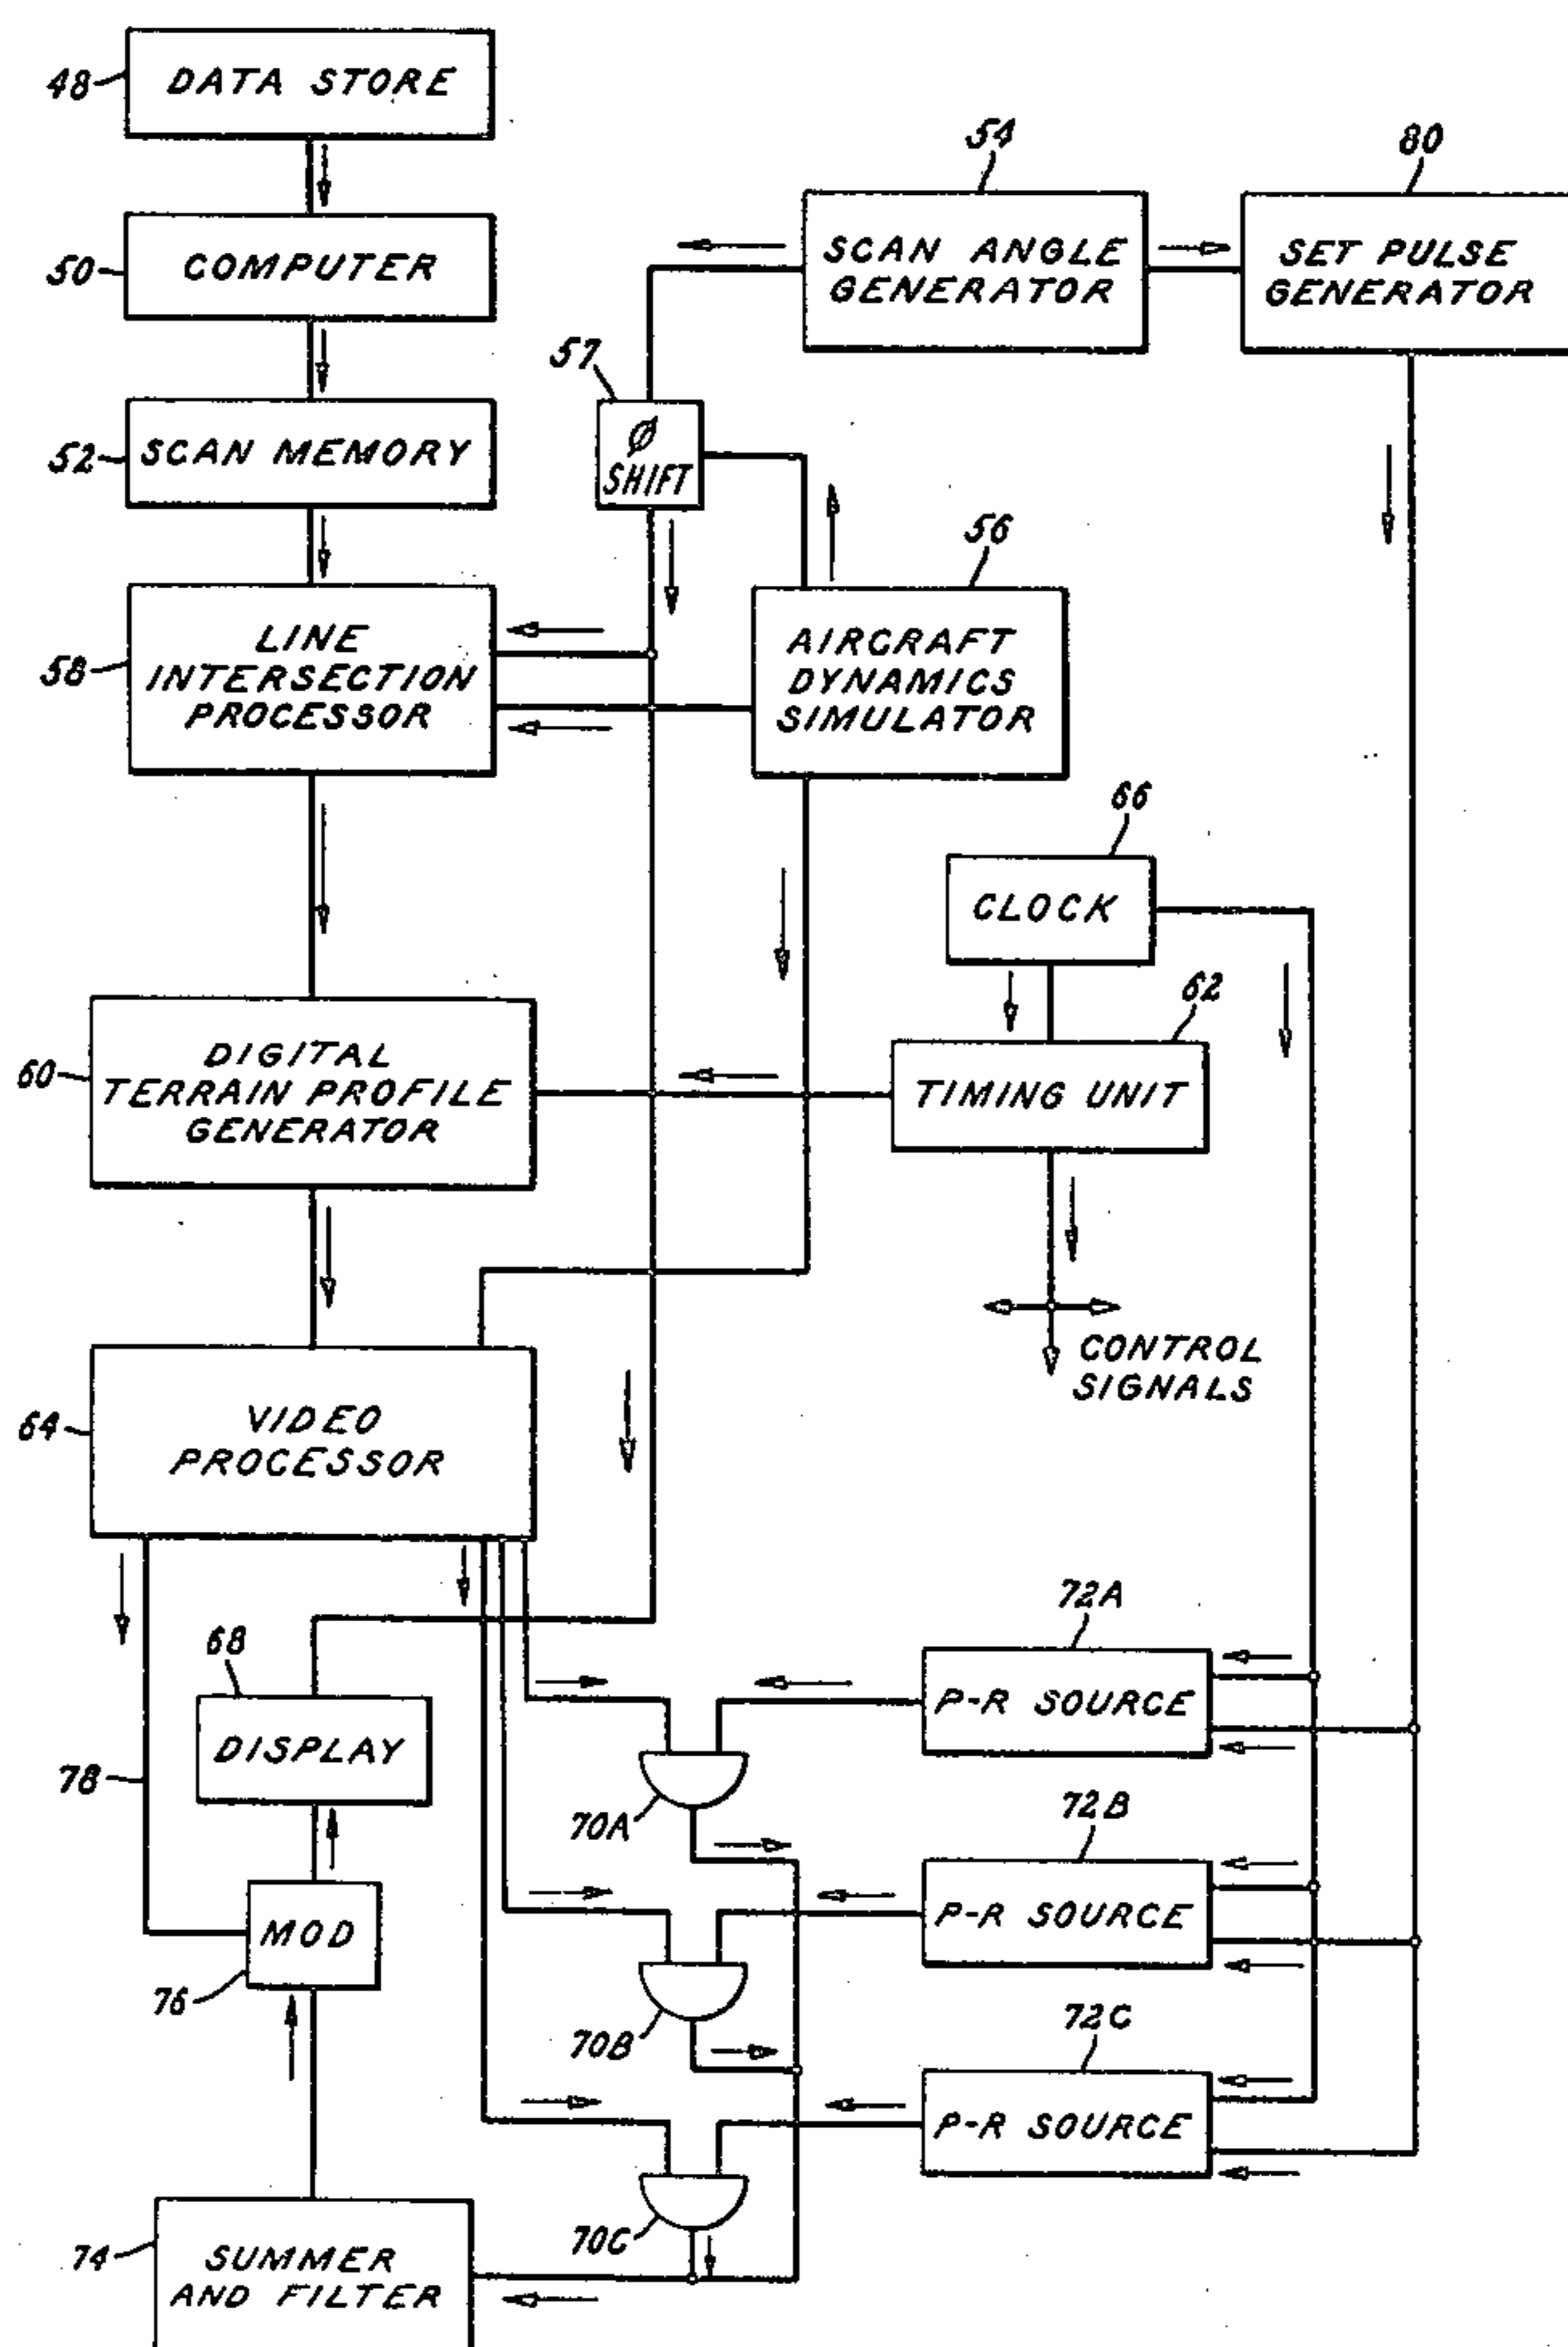 48
DATA STORE
50
COMPUTER
52
SCAN MEMORY
54
SCAN ANGLE
GENERATOR
80
SET PULSE
GENERATOR
57
Ø
SHIFT
56
AIRCRAFT
DYNAMICS
SIMULATOR
58
LINE
INTERSECTION
PROCESSOR
66
CLOCK
62
TIMING UNIT
60
DIGITAL
TERRAIN PROFILE
GENERATOR
CONTROL
SIGNALS
64
VIDEO
PROCESSOR
68
DISPLAY
72A
P-R SOURCE
78
70A
72B
P-R SOURCE
MOD
76
70B
72C
P-R SOURCE
70C
74
SUMMER
AND FILTER